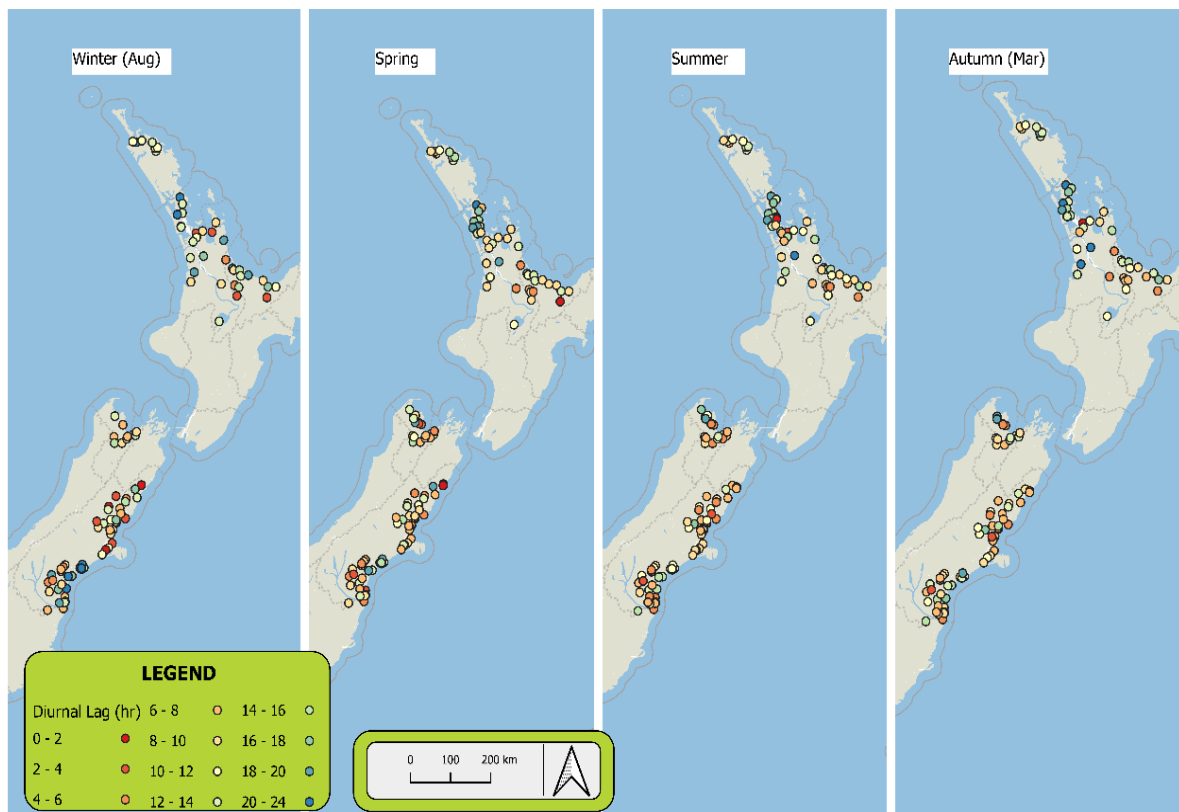 Winter (Aug)
Spring
Summer
Autumn (Mar)
LEGEND
Diurnal Lag (hr) 6 - 8 14 - 16
0 - 2 8 - 10 16 - 18
2 - 4 10 - 12 18 - 20
4 - 6 12 - 14 20 - 24
0 100 200 km